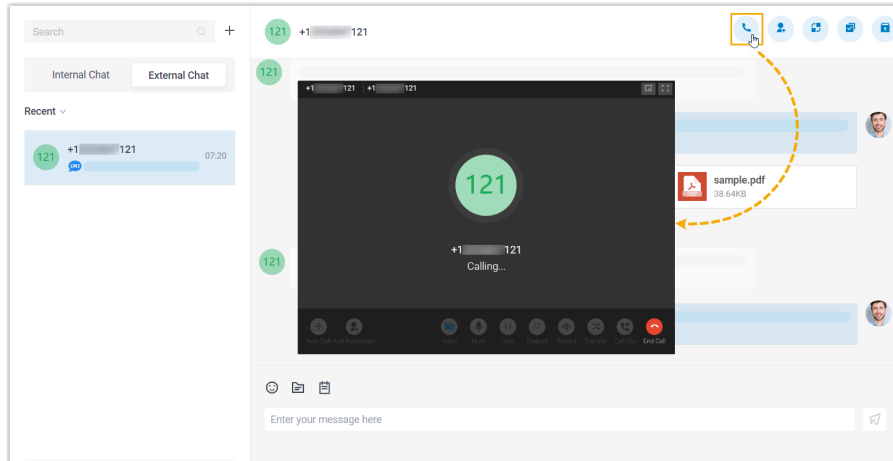 Search
121 +1 121
Internal Chat External Chat
Recent
121 +1 121 07:20
SMS
121
+1 121 +1 121
121
+1 121
Calling...
sample.pdf
38.64KB
121
New Call Add Participant Video Mute Hold Dialpad Record Transfer Call Flip End Call
Enter your message here